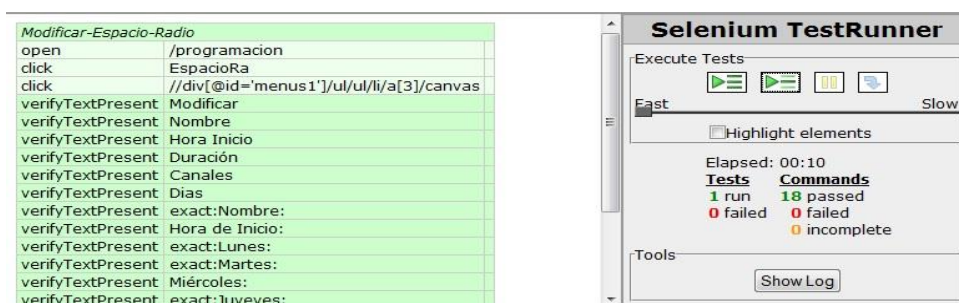 Modificar-Espacio-Radio
open /programacion
click EspacioRa
click //div[@id='menus1']/ul/ul/li/a[3]/canvas
verifyTextPresent Modificar
verifyTextPresent Nombre
verifyTextPresent Hora Inicio
verifyTextPresent Duración
verifyTextPresent Canales
verifyTextPresent Dias
verifyTextPresent exact:Nombre:
verifyTextPresent Hora de Inicio:
verifyTextPresent exact:Lunes:
verifyTextPresent exact:Martes:
verifyTextPresent Miércoles:
verifyTextPresent exact:Juveves:
Selenium TestRunner
Execute Tests
Fast Slow
Highlight elements
Elapsed: 00:10
Tests Commands
1 run 18 passed
0 failed 0 failed
0 incomplete
Tools
Show Log